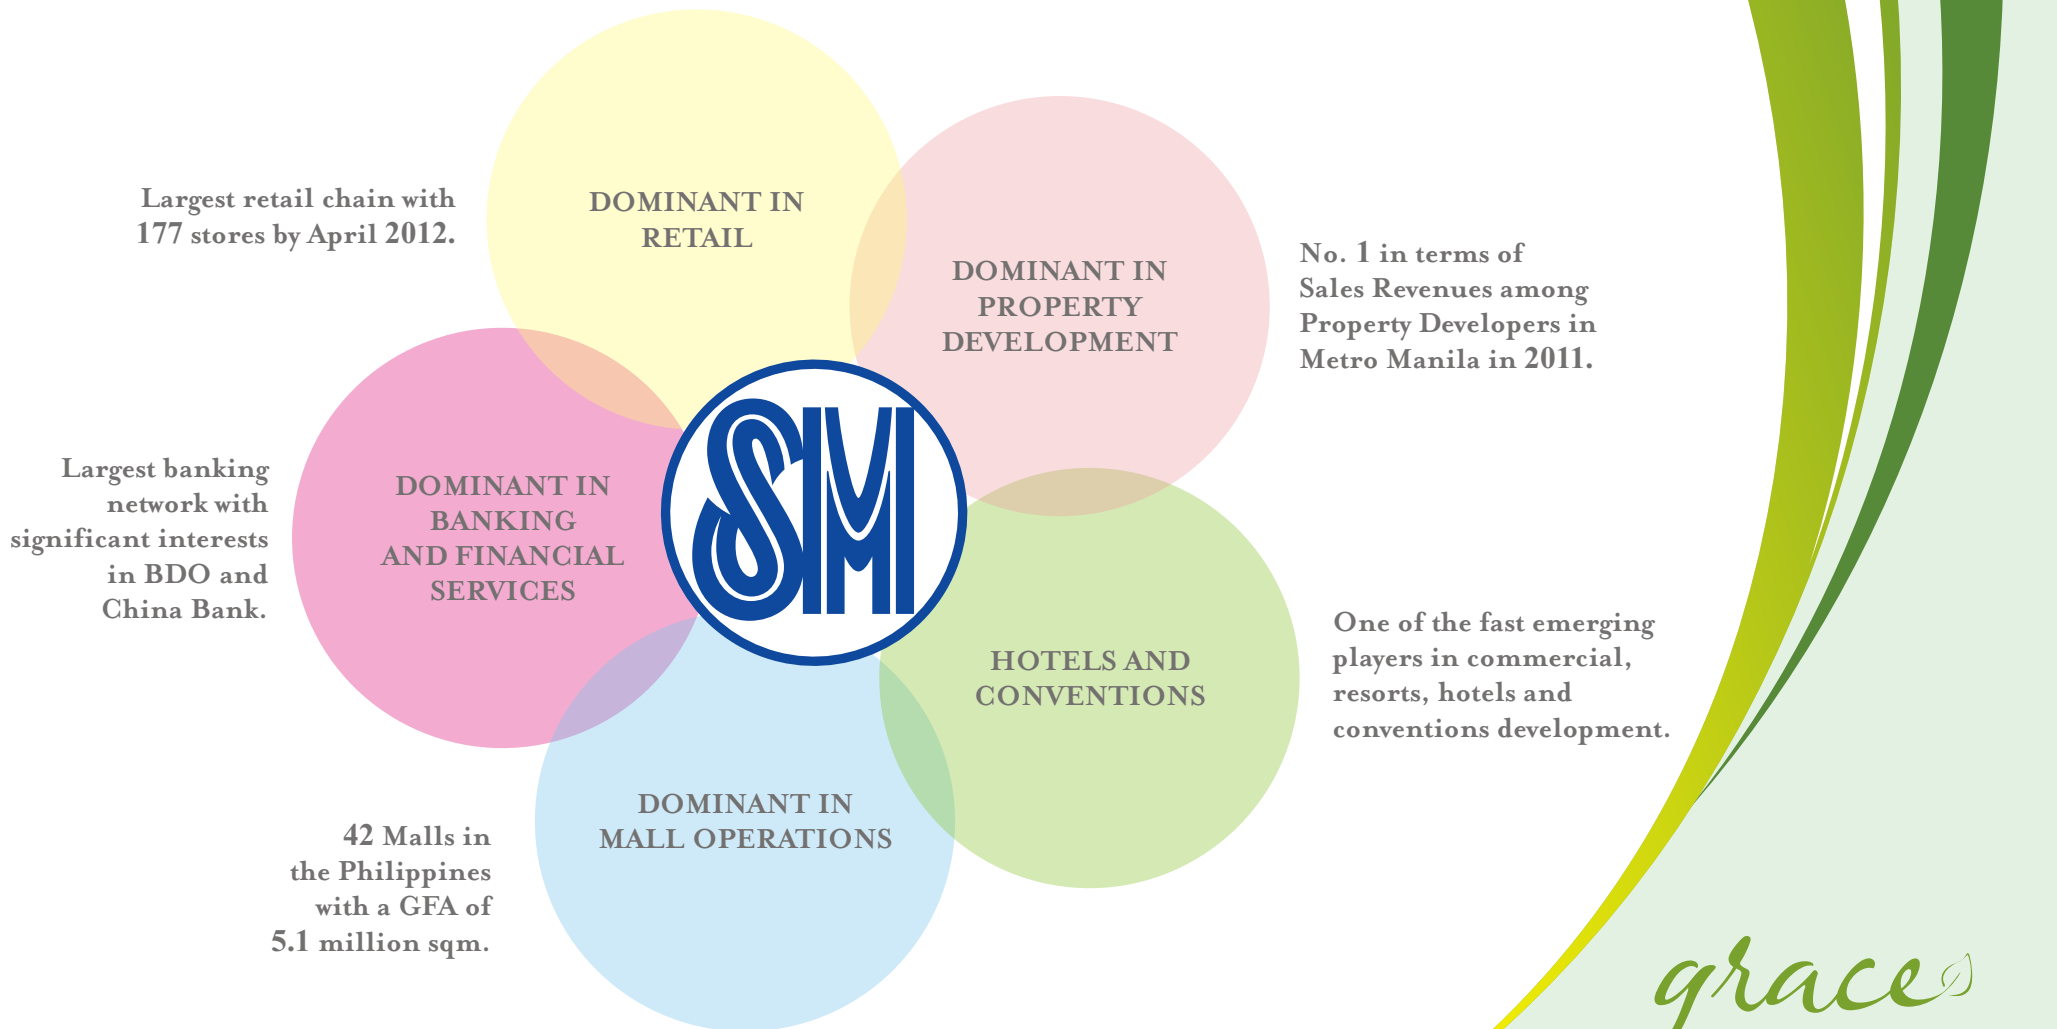 Largest retail chain with
177 stores by April 2012.
DOMINANT IN
RETAIL
DOMINANT IN
PROPERTY
DEVELOPMENT
No. 1 in terms of
Sales Revenues among
Property Developers in
Metro Manila in 2011.
Largest banking
network with
significant interests
in BDO and
China Bank.
DOMINANT IN
BANKING
AND FINANCIAL
SERVICES
SM
HOTELS AND
CONVENTIONS
One of the fast emerging
players in commercial,
resorts, hotels and
conventions development.
42 Malls in
the Philippines
with a GFA of
5.1 million sqm.
DOMINANT IN
MALL OPERATIONS
grace